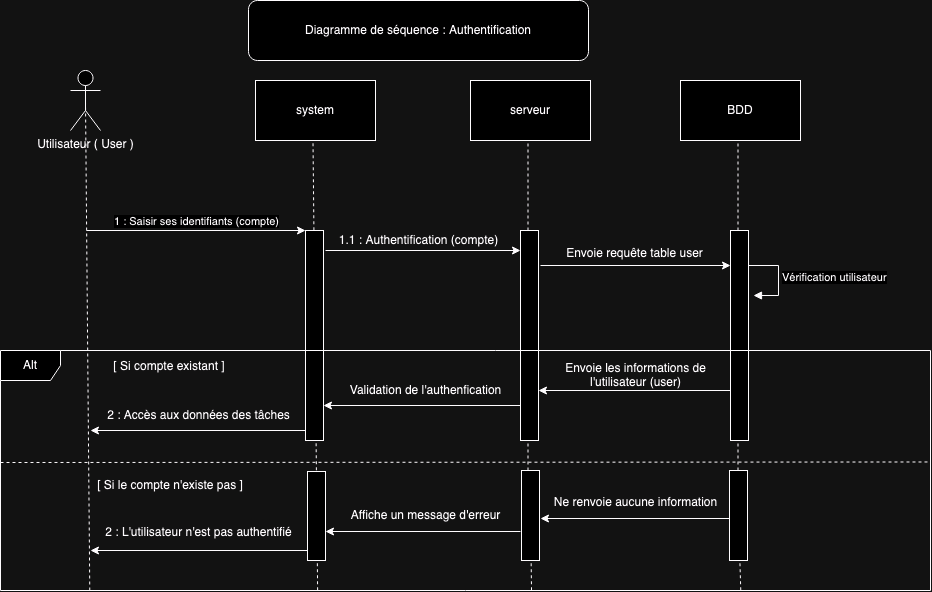 Diagramme de séquence : Authentification
system
serveur
BDD
Utilisateur ( User )
1 : Saisir ses identifiants (compte)
1.1 : Authentification (compte)
Envoie requête table user
Vérification utilisateur
Alt
[ Si compte existant ]
Envoie les informations de
l'utilisateur (user)
Validation de l'authenfication
2 : Accès aux données des tâches
[ Si le compte n'existe pas ]
Ne renvoie aucune information
Affiche un message d'erreur
2 : L'utilisateur n'est pas authentifié